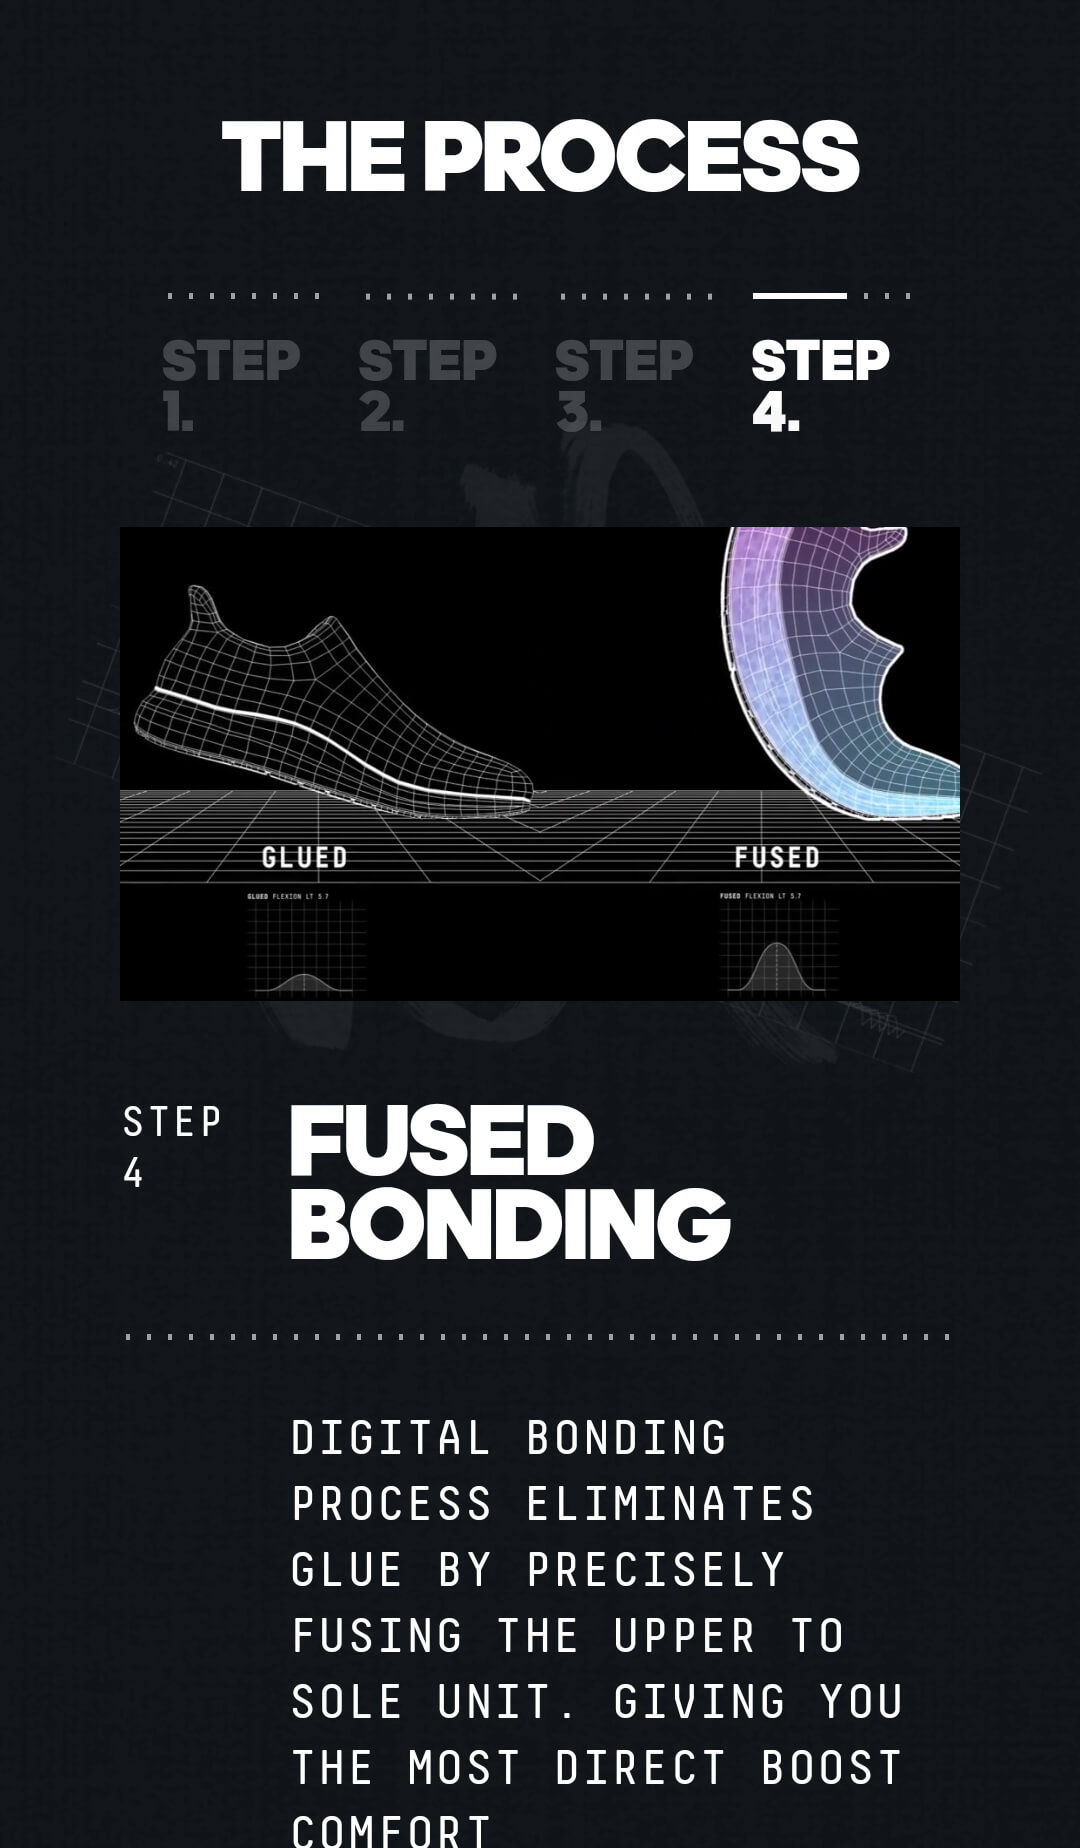 THE PROCESS
STEP 1.
STEP 2.
STEP 3.
STEP 4.
GLUED
FUSED
GLUED FLEXION LT 5.7
FUSED FLEXION LT 5.7
STEP
4
FUSED
BONDING
DIGITAL BONDING
PROCESS ELIMINATES
GLUE BY PRECISELY
FUSING THE UPPER TO
SOLE UNIT. GIVING YOU
THE MOST DIRECT BOOST
COMFORT